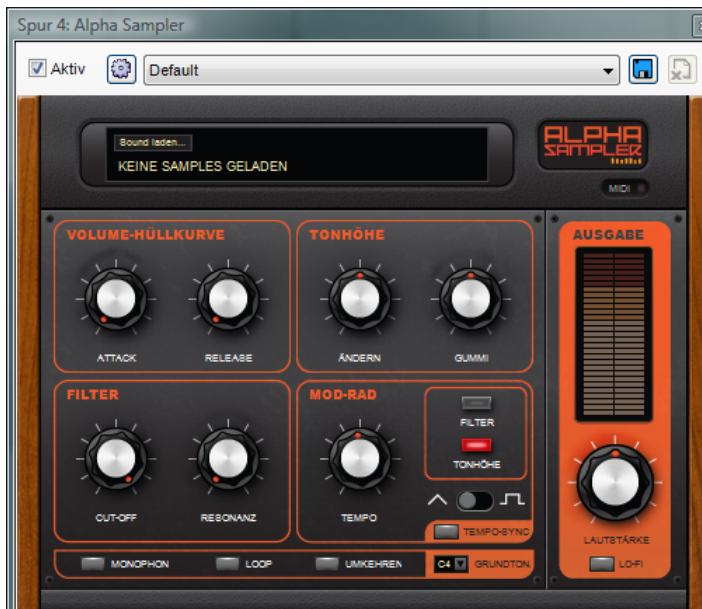 Spur 4: Alpha Sampler
Aktiv
Default
Sound laden...
KEINE SAMPLES GELADEN
ALPHA
SAMPLER
MIDI
VOLUME-HÜLLKURVE
TONHÖHE
AUSGABE
ATTACK
RELEASE
ÄNDERN
GUMMI
FILTER
MOD-RAD
FILTER
TONHÖHE
CUT-OFF
RESONANZ
TEMPO
TEMPO-SYNC
LAUTSTÄRKE
MONOPHON
LOOP
UMKEHREN
C4
GRUNDTON
LO-FI